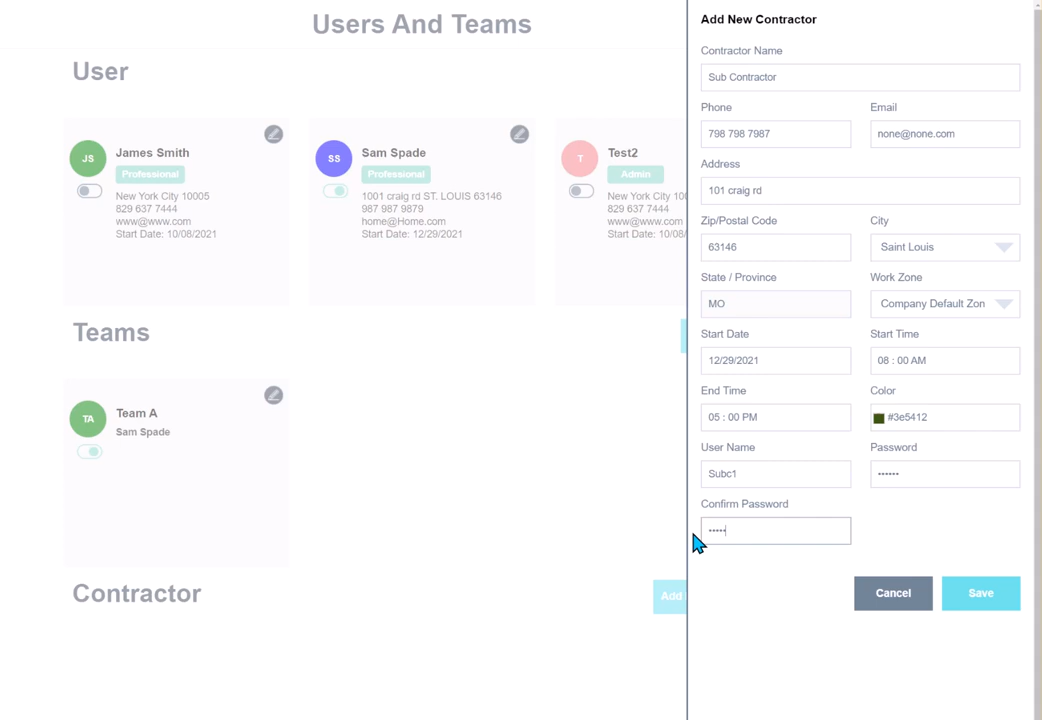 Users And Teams
User
JS
James Smith
Professional
New York City 10005
829 637 7444
www@www.com
Start Date: 10/08/2021
SS
Sam Spade
Professional
1001 craig rd ST. LOUIS 63146
987 987 9879
home@Home.com
Start Date: 12/29/2021
T
Test2
Admin
New York City 100
829 637 7444
www@www.com
Start Date: 10/08/
Teams
TA
Team A
Sam Spade
Contractor
Add
Add New Contractor
Contractor Name
Sub Contractor
Phone
Email
798 798 7987
none@none.com
Address
101 craig rd
Zip/Postal Code
City
63146
Saint Louis
State / Province
Work Zone
MO
Company Default Zon
Start Date
Start Time
12/29/2021
08 : 00 AM
End Time
Color
05 : 00 PM
#3e5412
User Name
Password
Subc1
••••••
Confirm Password
•••••
Cancel
Save